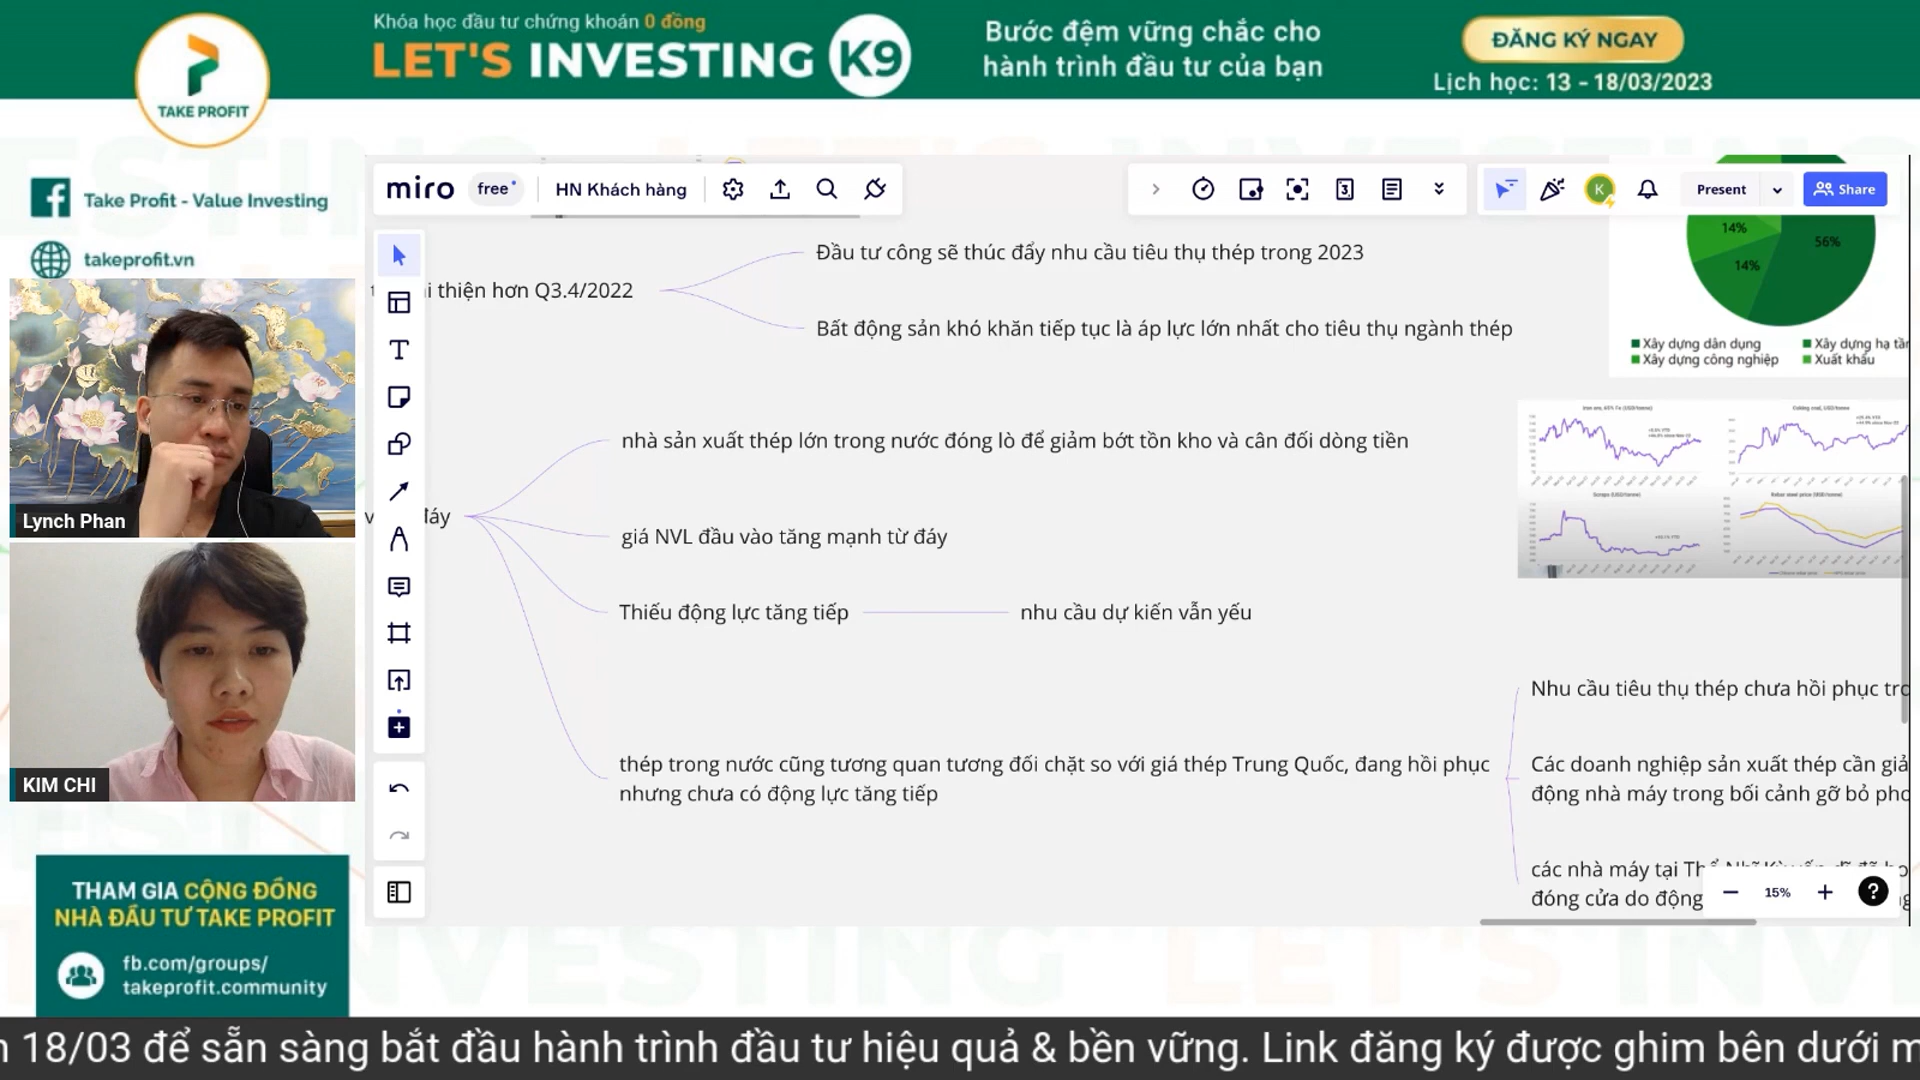 Khóa học đầu tư chứng khoán 0 đồng
LET'S INVESTING K9
Bước đệm vững chắc cho
hành trình đầu tư của bạn
ĐĂNG KÝ NGAY
Lịch học: 13 - 18/03/2023
TAKE PROFIT
Take Profit - Value Investing
takeprofit.vn
miro free HN Khách hàng
Present
Share
14%
56%
14%
Xây dựng dân dụng
Xây dựng hạ
Xây dựng công nghiệp
Xuất khẩu
Đầu tư công sẽ thúc đẩy nhu cầu tiêu thụ thép trong 2023
thiện hơn Q3.4/2022
Bất động sản khó khăn tiếp tục là áp lực lớn nhất cho tiêu thụ ngành thép
nhà sản xuất thép lớn trong nước đóng lò để giảm bớt tồn kho và cân đối dòng tiền
đáy
giá NVL đầu vào tăng mạnh từ đáy
Thiếu động lực tăng tiếp
nhu cầu dự kiến vẫn yếu
Nhu cầu tiêu thụ thép chưa hồi phục
thép trong nước cũng tương quan tương đối chặt so với giá thép Trung Quốc, đang hồi phục
nhưng chưa có động lực tăng tiếp
Các doanh nghiệp sản xuất thép cần
động nhà máy trong bối cảnh gỡ bỏ
các nhà máy tại
đóng cửa do động
15%
Lynch Phan
KIM CHI
THAM GIA CỘNG ĐỒNG
NHÀ ĐẦU TƯ TAKE PROFIT
fb.com/groups/
takeprofit.community
18/03 để sẵn sàng bắt đầu hành trình đầu tư hiệu quả & bền vững. Link đăng ký được ghim bên dưới